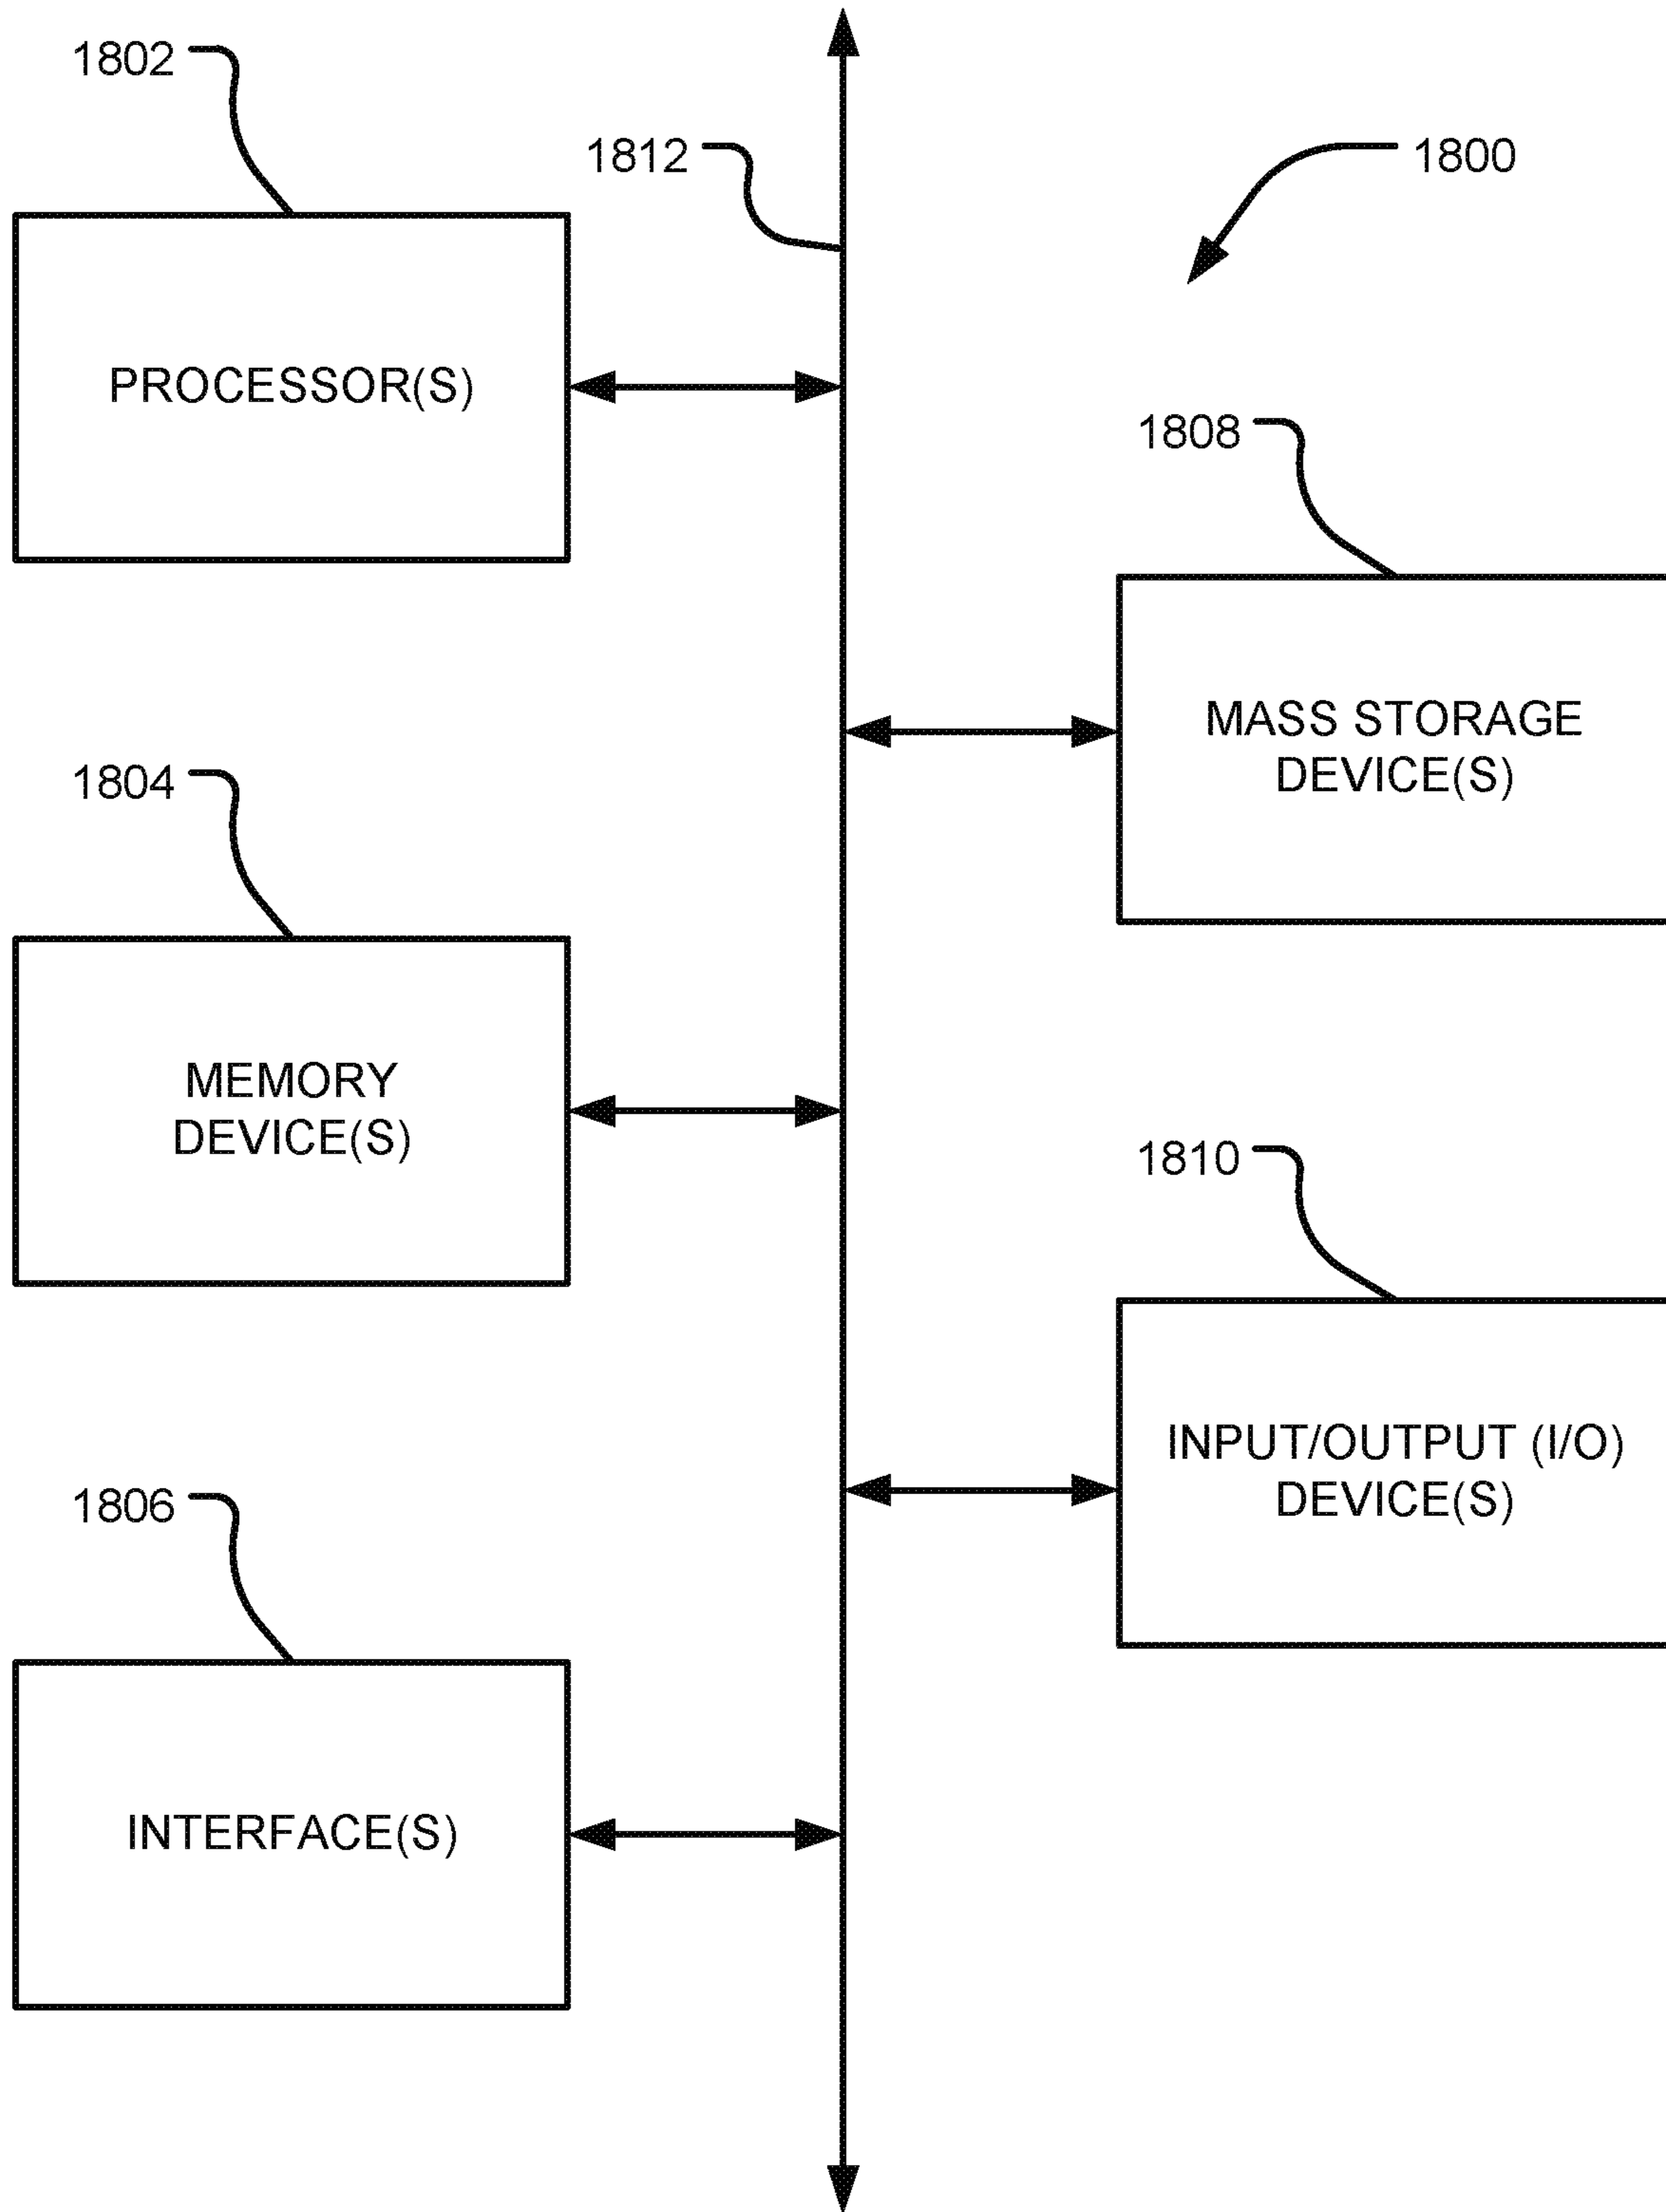 1802
1812
1800
PROCESSOR(S)
1808
MASS STORAGE
DEVICE(S)
1804
MEMORY
DEVICE(S)
1810
INPUT/OUTPUT (I/O)
DEVICE(S)
1806
INTERFACE(S)